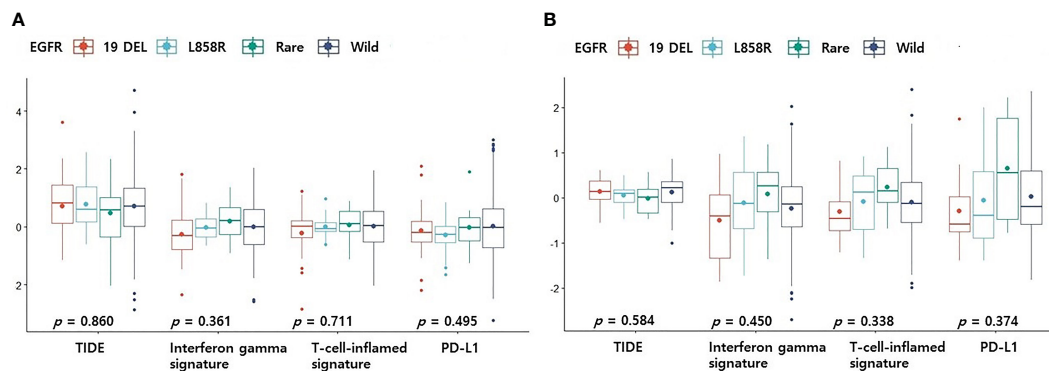 A
EGFR 19 DEL L858R Rare Wild
4
2
0
2
p = 0.860 p = 0.361 p = 0.711 p = 0.495
TIDE Interferon gamma signature T-cell-inflamed signature PD-L1
B
EGFR 19 DEL L858R Rare Wild
2
1
0
-1
-2
p = 0.584 p = 0.450 p = 0.338 p = 0.374
TIDE Interferon gamma signature T-cell-inflamed signature PD-L1